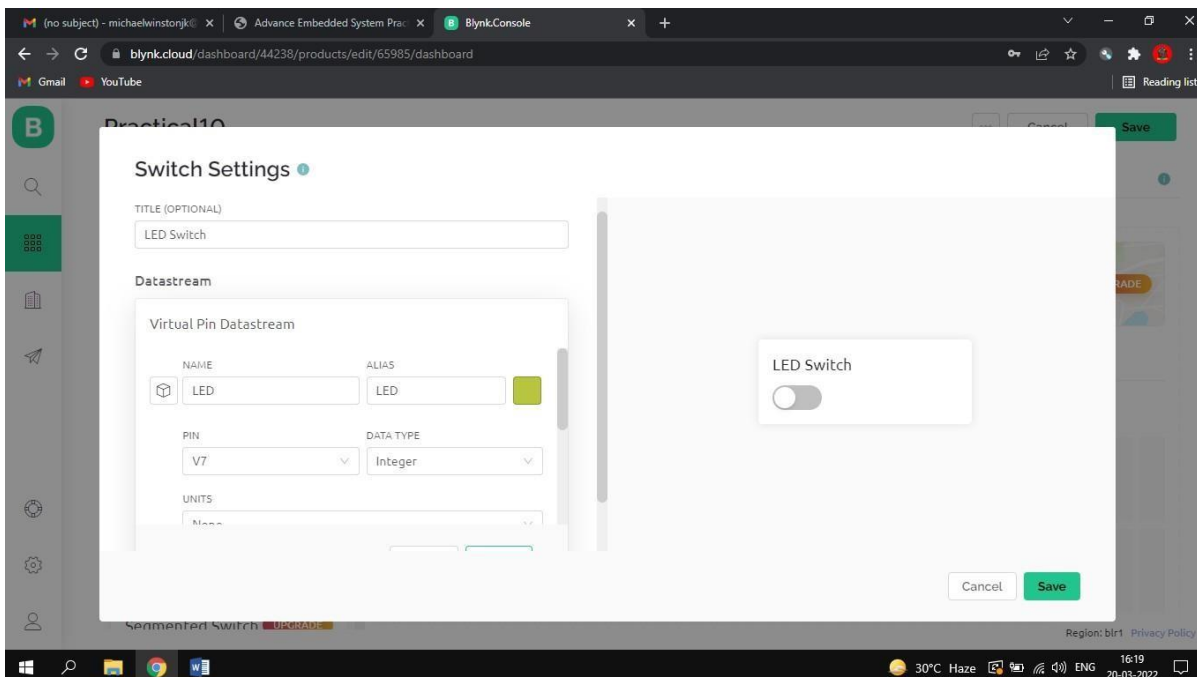 (no subject) - michaelwinstonjk@
Advance Embedded System Prac
B Blynk.Console
blynk.cloud/dashboard/44238/products/edit/65985/dashboard
Gmail YouTube Reading list
B Practical10 Cancel Save
Switch Settings
TITLE (OPTIONAL)
LED Switch
Datastream
RADE
Virtual Pin Datastream
NAME ALIAS
LED LED
LED Switch
PIN DATA TYPE
V7 Integer
UNITS
None
Cancel Save
Segmented Switch UPGRADE
Region: blr1 Privacy Policy
30°C Haze ENG 16:19
20-03-2022